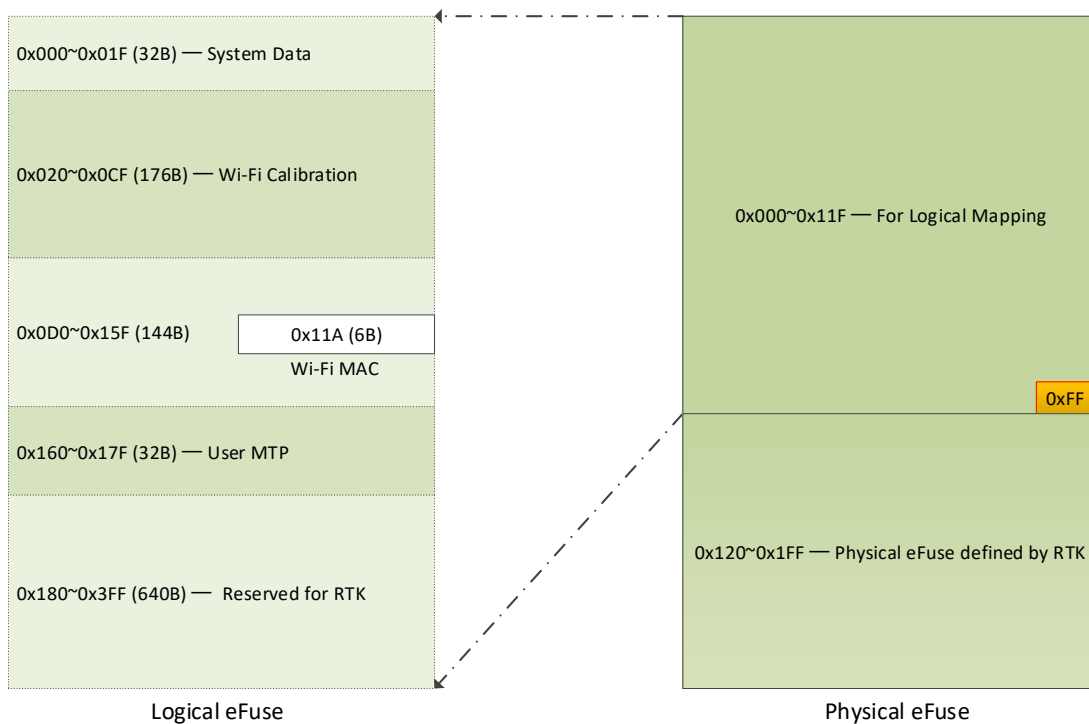 0x000~0x01F (32B) — System Data
0x020~0x0CF (176B) — Wi-Fi Calibration
0x0D0~0x15F (144B)
0x11A (6B)
Wi-Fi MAC
0x160~0x17F (32B) — User MTP
0x180~0x3FF (640B) — Reserved for RTK
Logical eFuse
0x000~0x11F — For Logical Mapping
0xFF
0x120~0x1FF — Physical eFuse defined by RTK
Physical eFuse